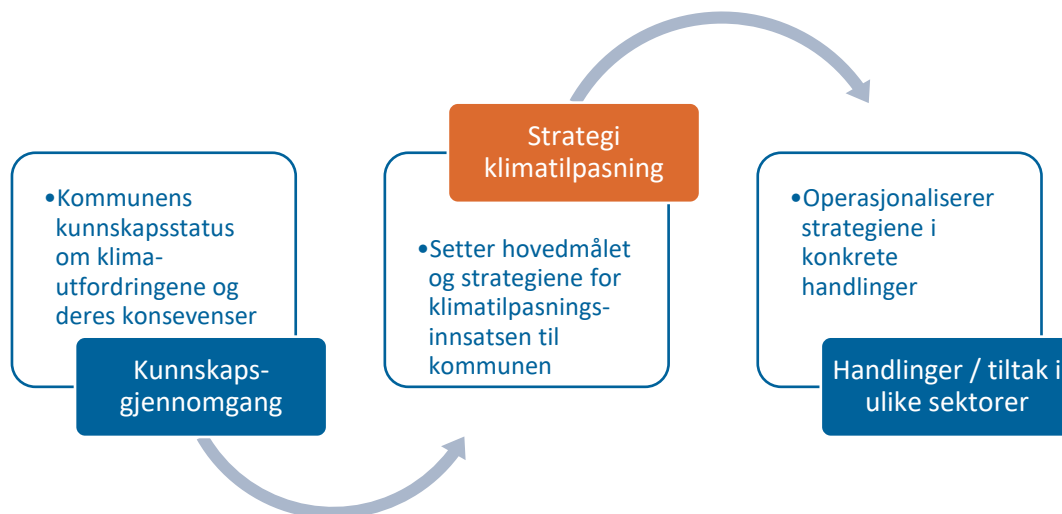 •Kommunens
kunnskapsstatus
om klima-
utfordringene og
deres konsevenser
Kunnskaps-
gjennomgang
Strategi
klimatilpasning
•Setter hovedmålet
og strategiene for
klimatilpasnings-
innsatsen til
kommunen
•Operasjonaliserer
strategiene i
konkrete
handlinger
Handlinger / tiltak i
ulike sektorer